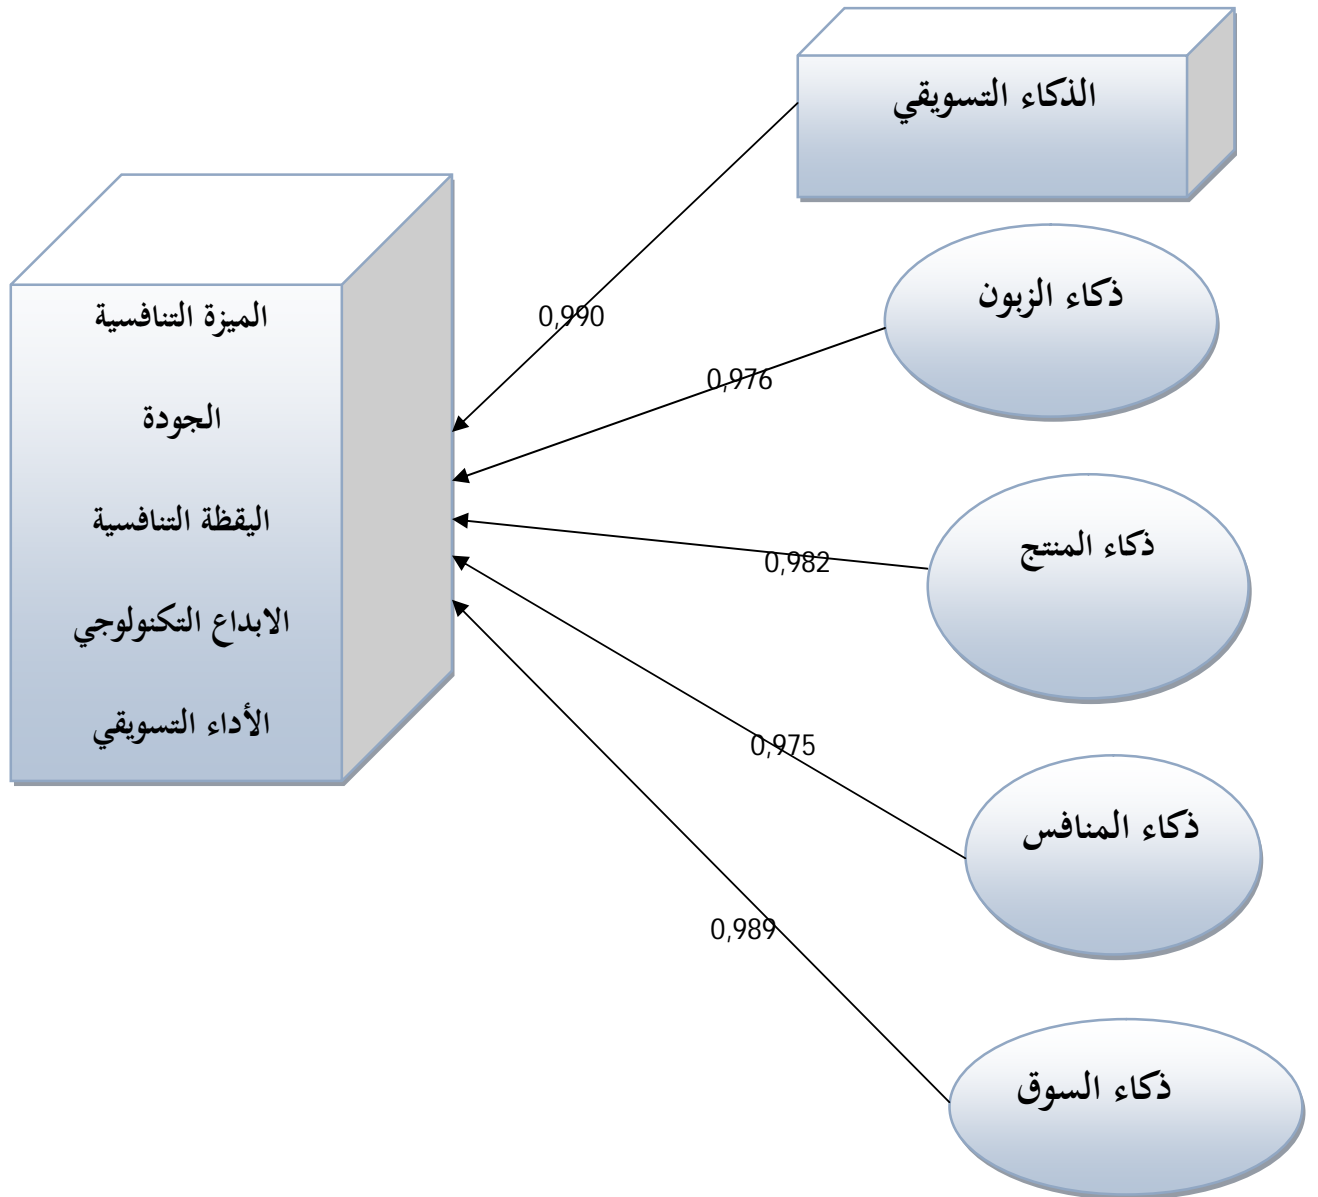 الذكاء التسويقي
ذكاء الزبون
ذكاء المنتج
ذكاء المنافس
ذكاء السوق
0,990
0,976
0,982
0,975
0,989
الميزة التنافسية
الجودة
اليقظة التنافسية
الابداع التكنولوجي
الأداء التسويقي